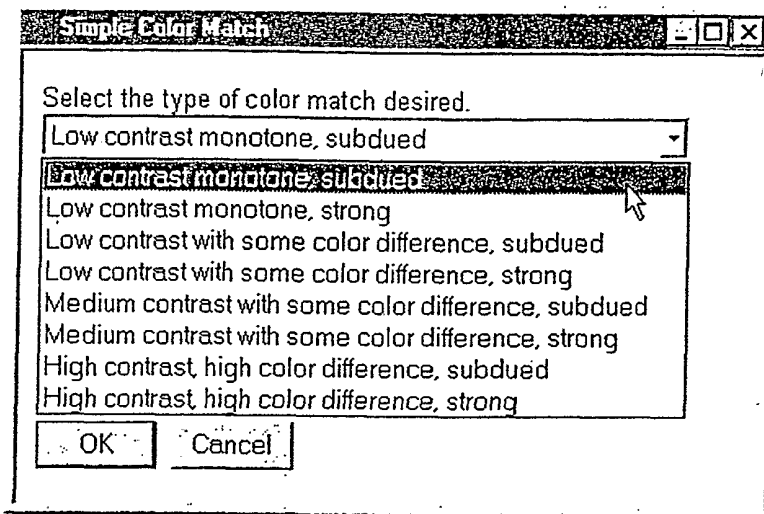 Simple Color Match
Select the type of color match desired.
Low contrast monotone, subdued
Low contrast monotone, subdued
Low contrast monotone, strong
Low contrast with some color difference, subdued
Low contrast with some color difference, strong
Medium contrast with some color difference, subdued
Medium contrast with some color difference, strong
High contrast, high color difference, subdued
High contrast, high color difference, strong
OK Cancel